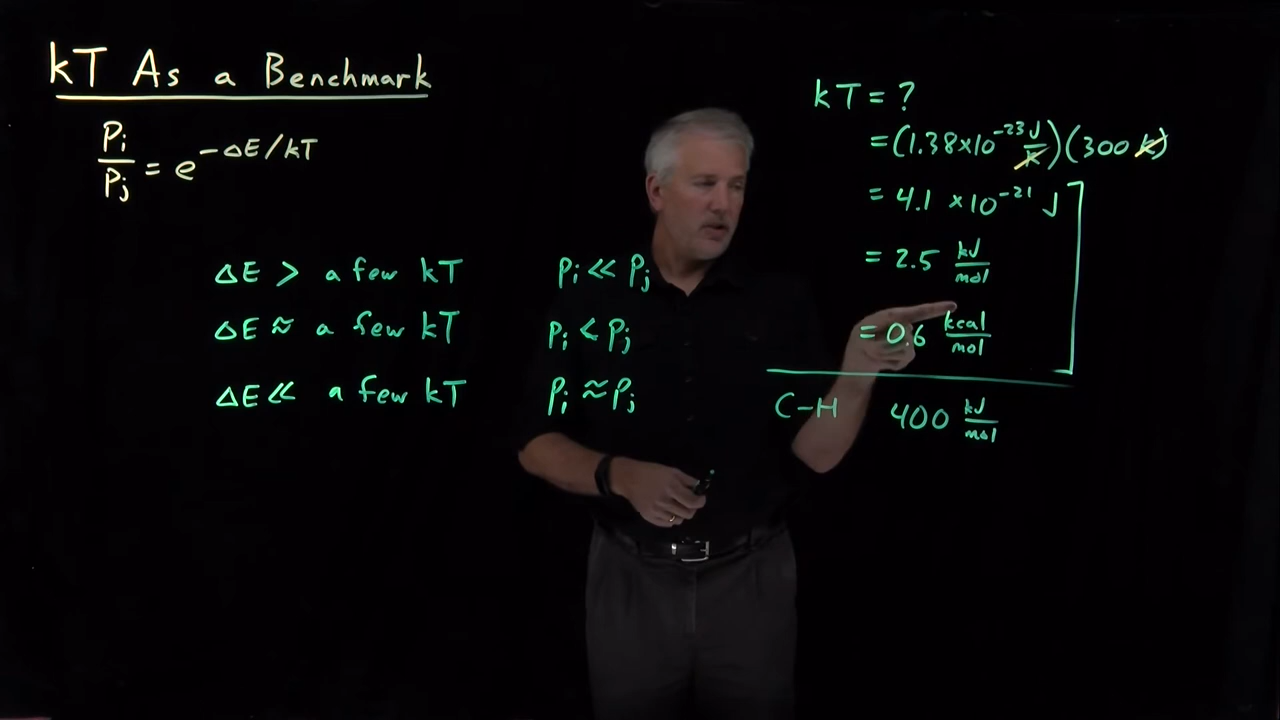 kT As a Benchmark
Pi/Pj = e^(-ΔE/kT)
ΔE > a few kT   Pi << Pj
ΔE ≈ a few kT   Pi < Pj
ΔE << a few kT   Pi ≈ Pj
kT = ?
= (1.38×10^-23 J/K)(300 K)
= 4.1 ×10^-21 J
= 2.5 kJ/mol
= 0.6 kcal/mol
C-H   400 kJ/mol